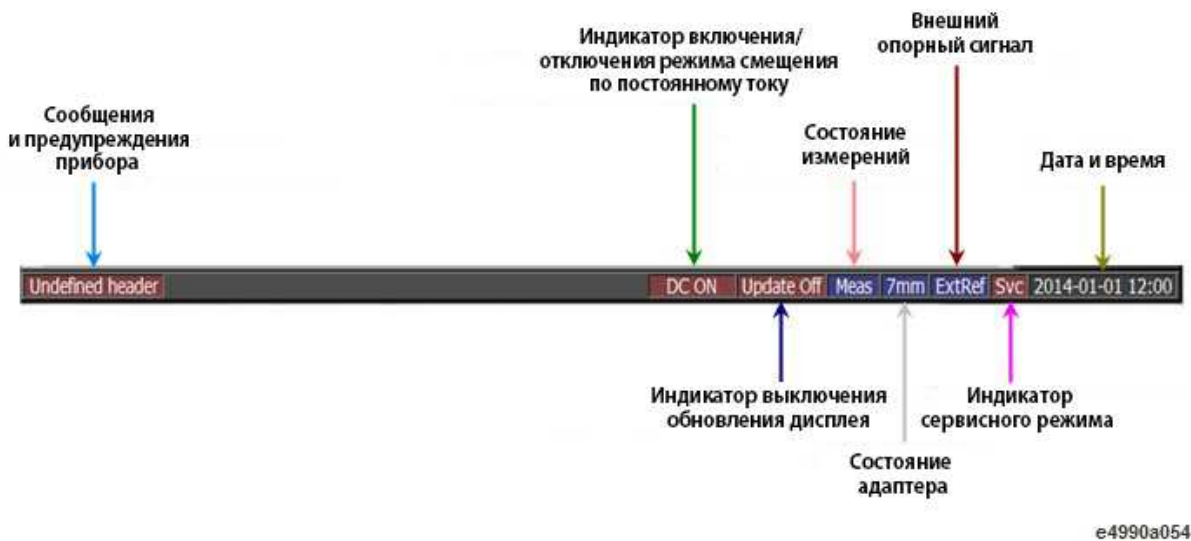 Внешний
опорный сигнал
Индикатор включения/
отключения режима смещения
по постоянному току
Сообщения
и предупреждения
прибора
Состояние
измерений
Дата и время
Undefined header
DC ON
Update Off
Meas
7mm
ExtRef
Svc
2014-01-01 12:00
Индикатор выключения
обновления дисплея
Индикатор
сервисного режима
Состояние
адаптера
e4990a054